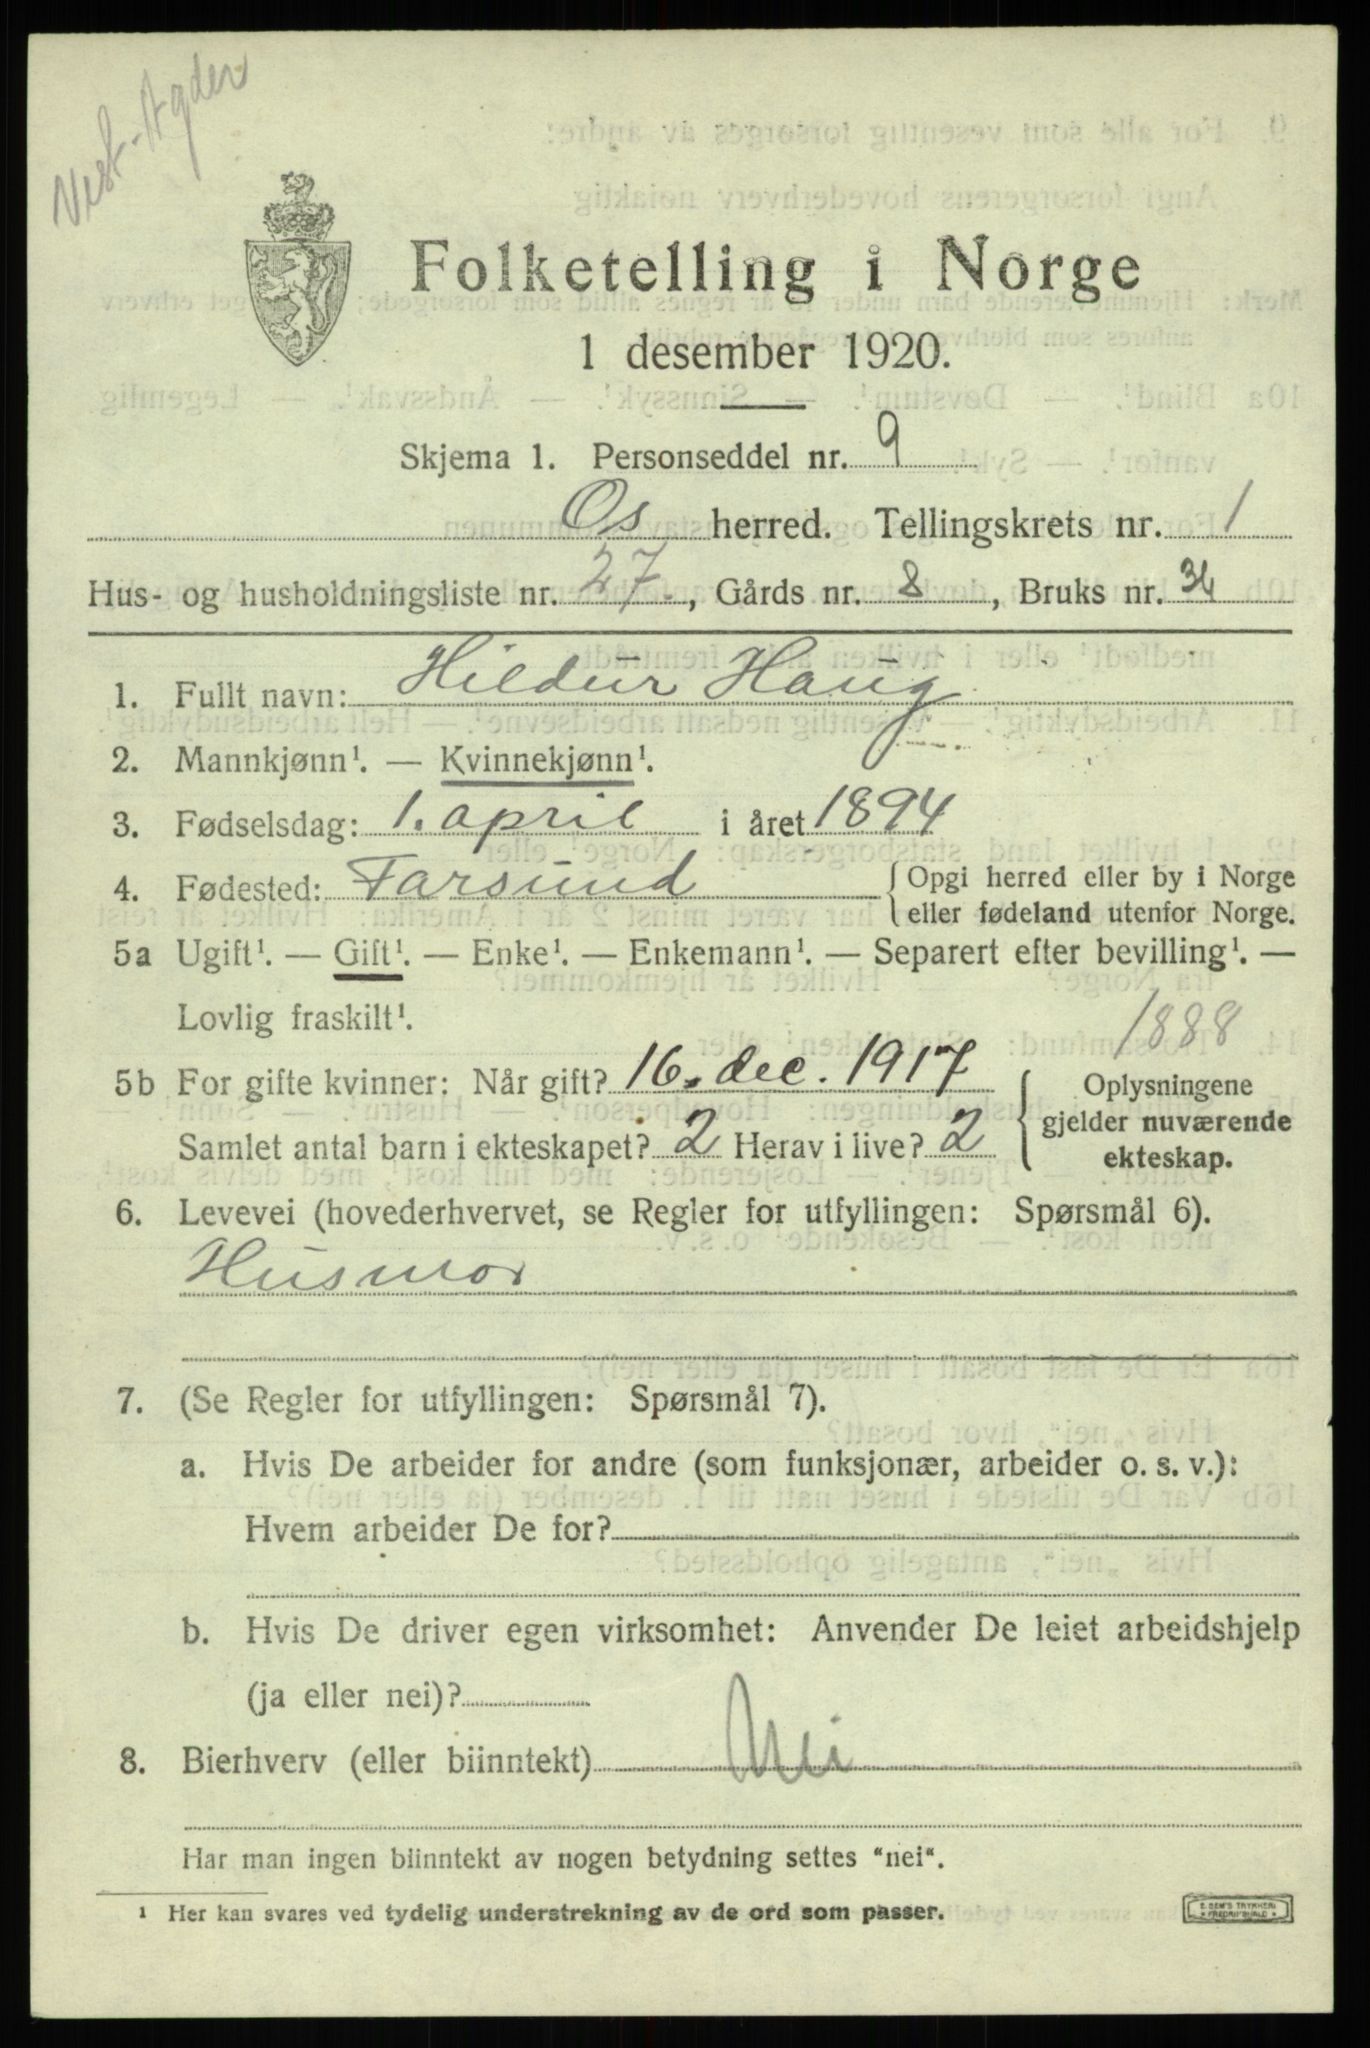 Vest-Agder
Folketelling i Norge
1 desember 1920.
Skjema 1. Personseddel nr. 9
Os herred. Tellingskrets nr. 1
Hus- og husholdningsliste nr. 27., Gårds nr. 8, Bruks nr. 34
1. Fullt navn: Hildur Haug
2. Mannkjønn¹. — Kvinnekjønn¹.
3. Fødselsdag: 1. april i året 1894
4. Fødested: Farsund {Opgi herred eller by i Norge
eller fødeland utenfor Norge.
5a Ugift¹. — Gift¹. — Enke¹. — Enkemann¹. — Separert efter bevilling¹. —
Lovlig fraskilt¹.
1888
5b For gifte kvinner: Når gift? 16. dec. 1917 { Oplysningene
gjelder nuværende
Samlet antal barn i ekteskapet? 2 Herav i live? 2
ekteskap.
6. Levevei (hovederhvervet, se Regler for utfyllingen: Spørsmål 6).
Husmor
7. (Se Regler for utfyllingen: Spørsmål 7).
a. Hvis De arbeider for andre (som funksjonær, arbeider o. s. v.):
Hvem arbeider De for?
b. Hvis De driver egen virksomhet: Anvender De leiet arbeidshjelp
(ja eller nei)?
8. Bierhverv (eller biinntekt) Nei
Har man ingen biinntekt av nogen betydning settes "nei".
¹ Her kan svares ved tydelig understrekning av de ord som passer.